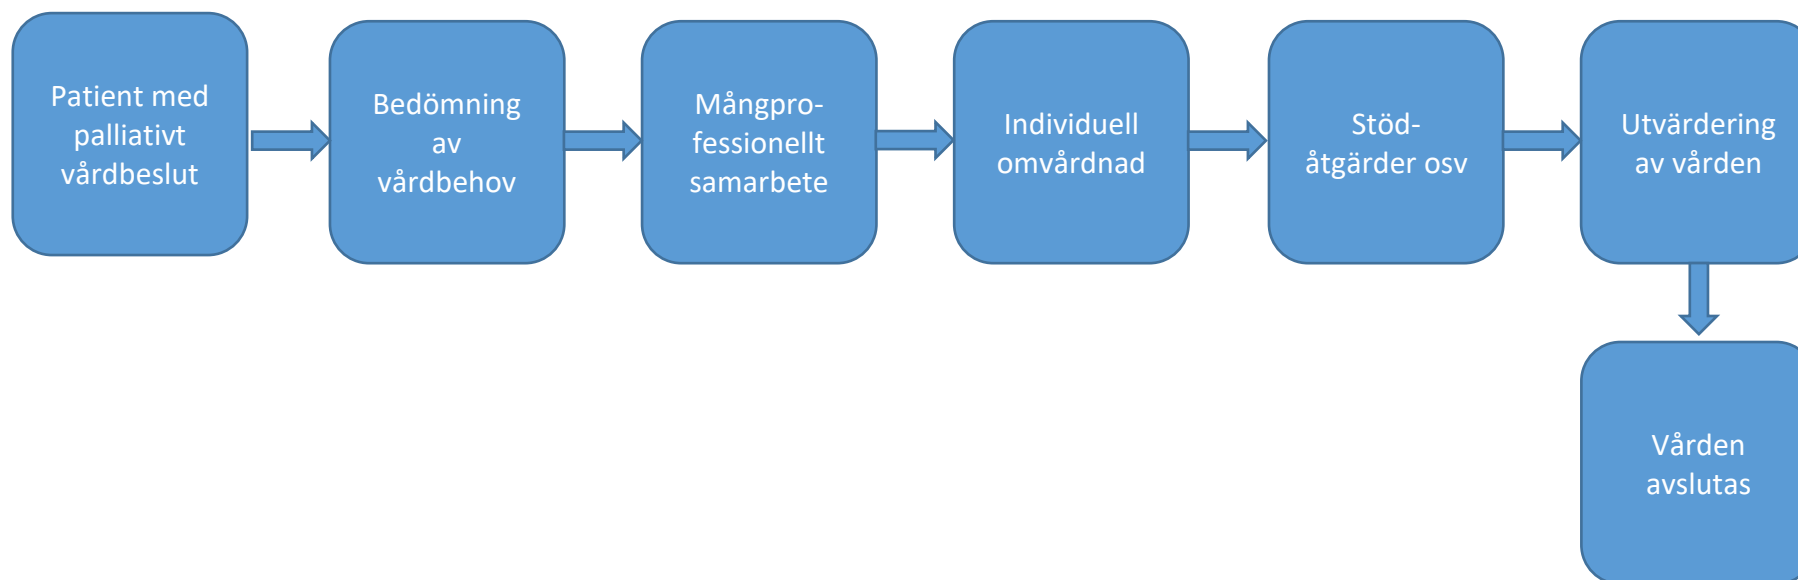 Patient med
palliativt
vårdbeslut
Bedömning
av
vårdbehov
Mångpro-
fessionellt
samarbete
Individuell
omvårdnad
Stöd-
åtgärder osv
Utvärdering
av vården
Vården
avslutas